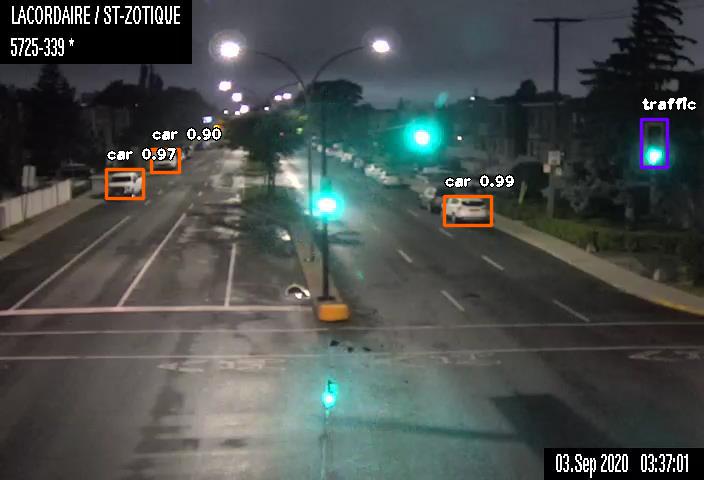 LACORDAIRE / ST-ZOTIQUE
5725-339 *
traffic
car 0.90
car 0.97
car 0.99
03.Sep 2020 03:37:01